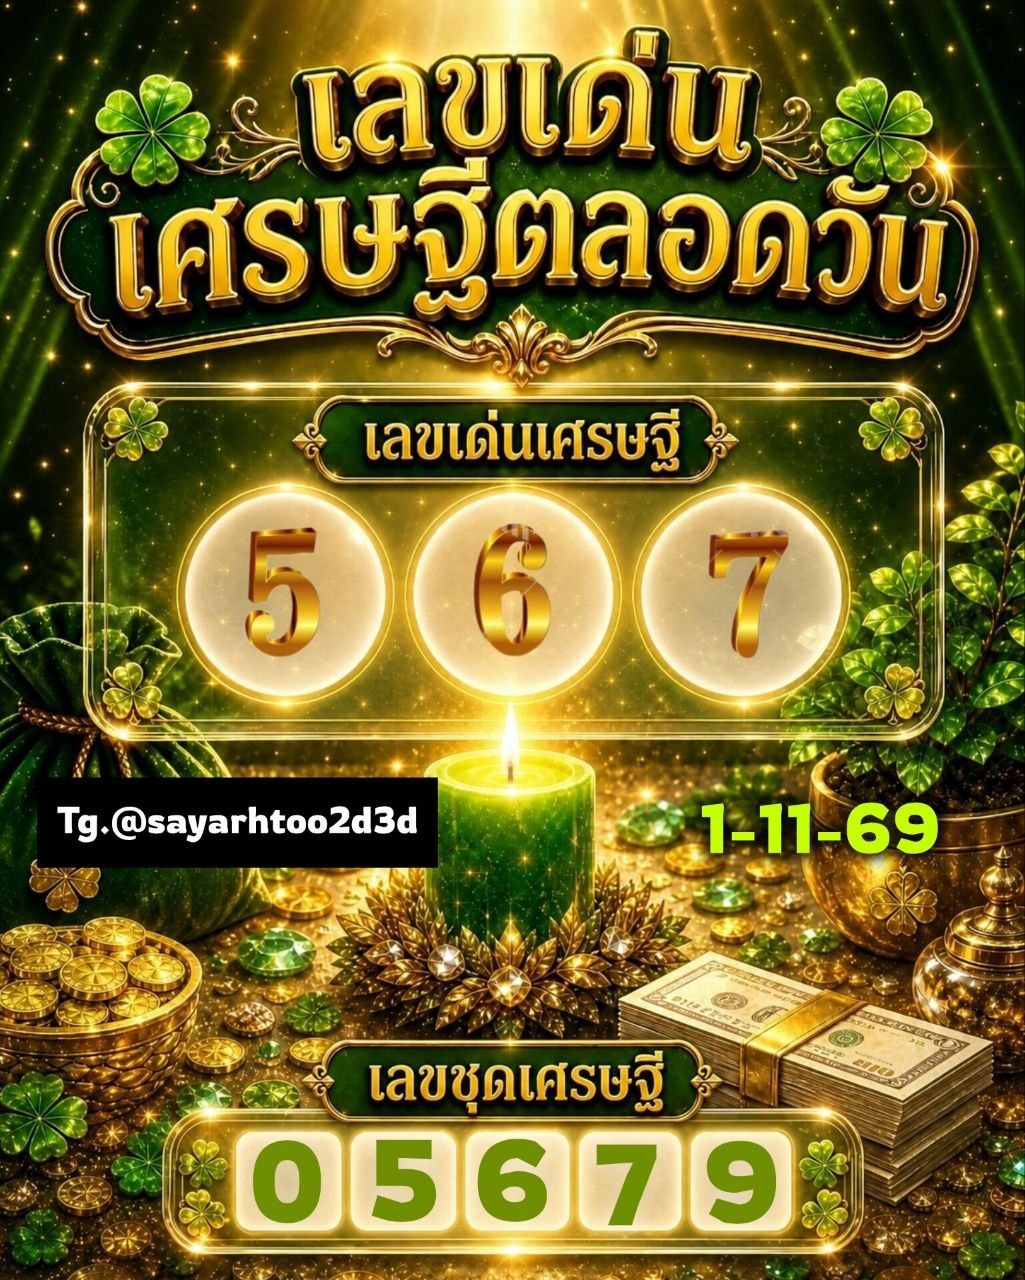 เลขเด่น
เศรษฐีตลอดวัน
เลขเด่นเศรษฐี
5 6 7
Tg.@sayarhtoo2d3d
1-11-69
เลขชุดเศรษฐี
0 5 6 7 9